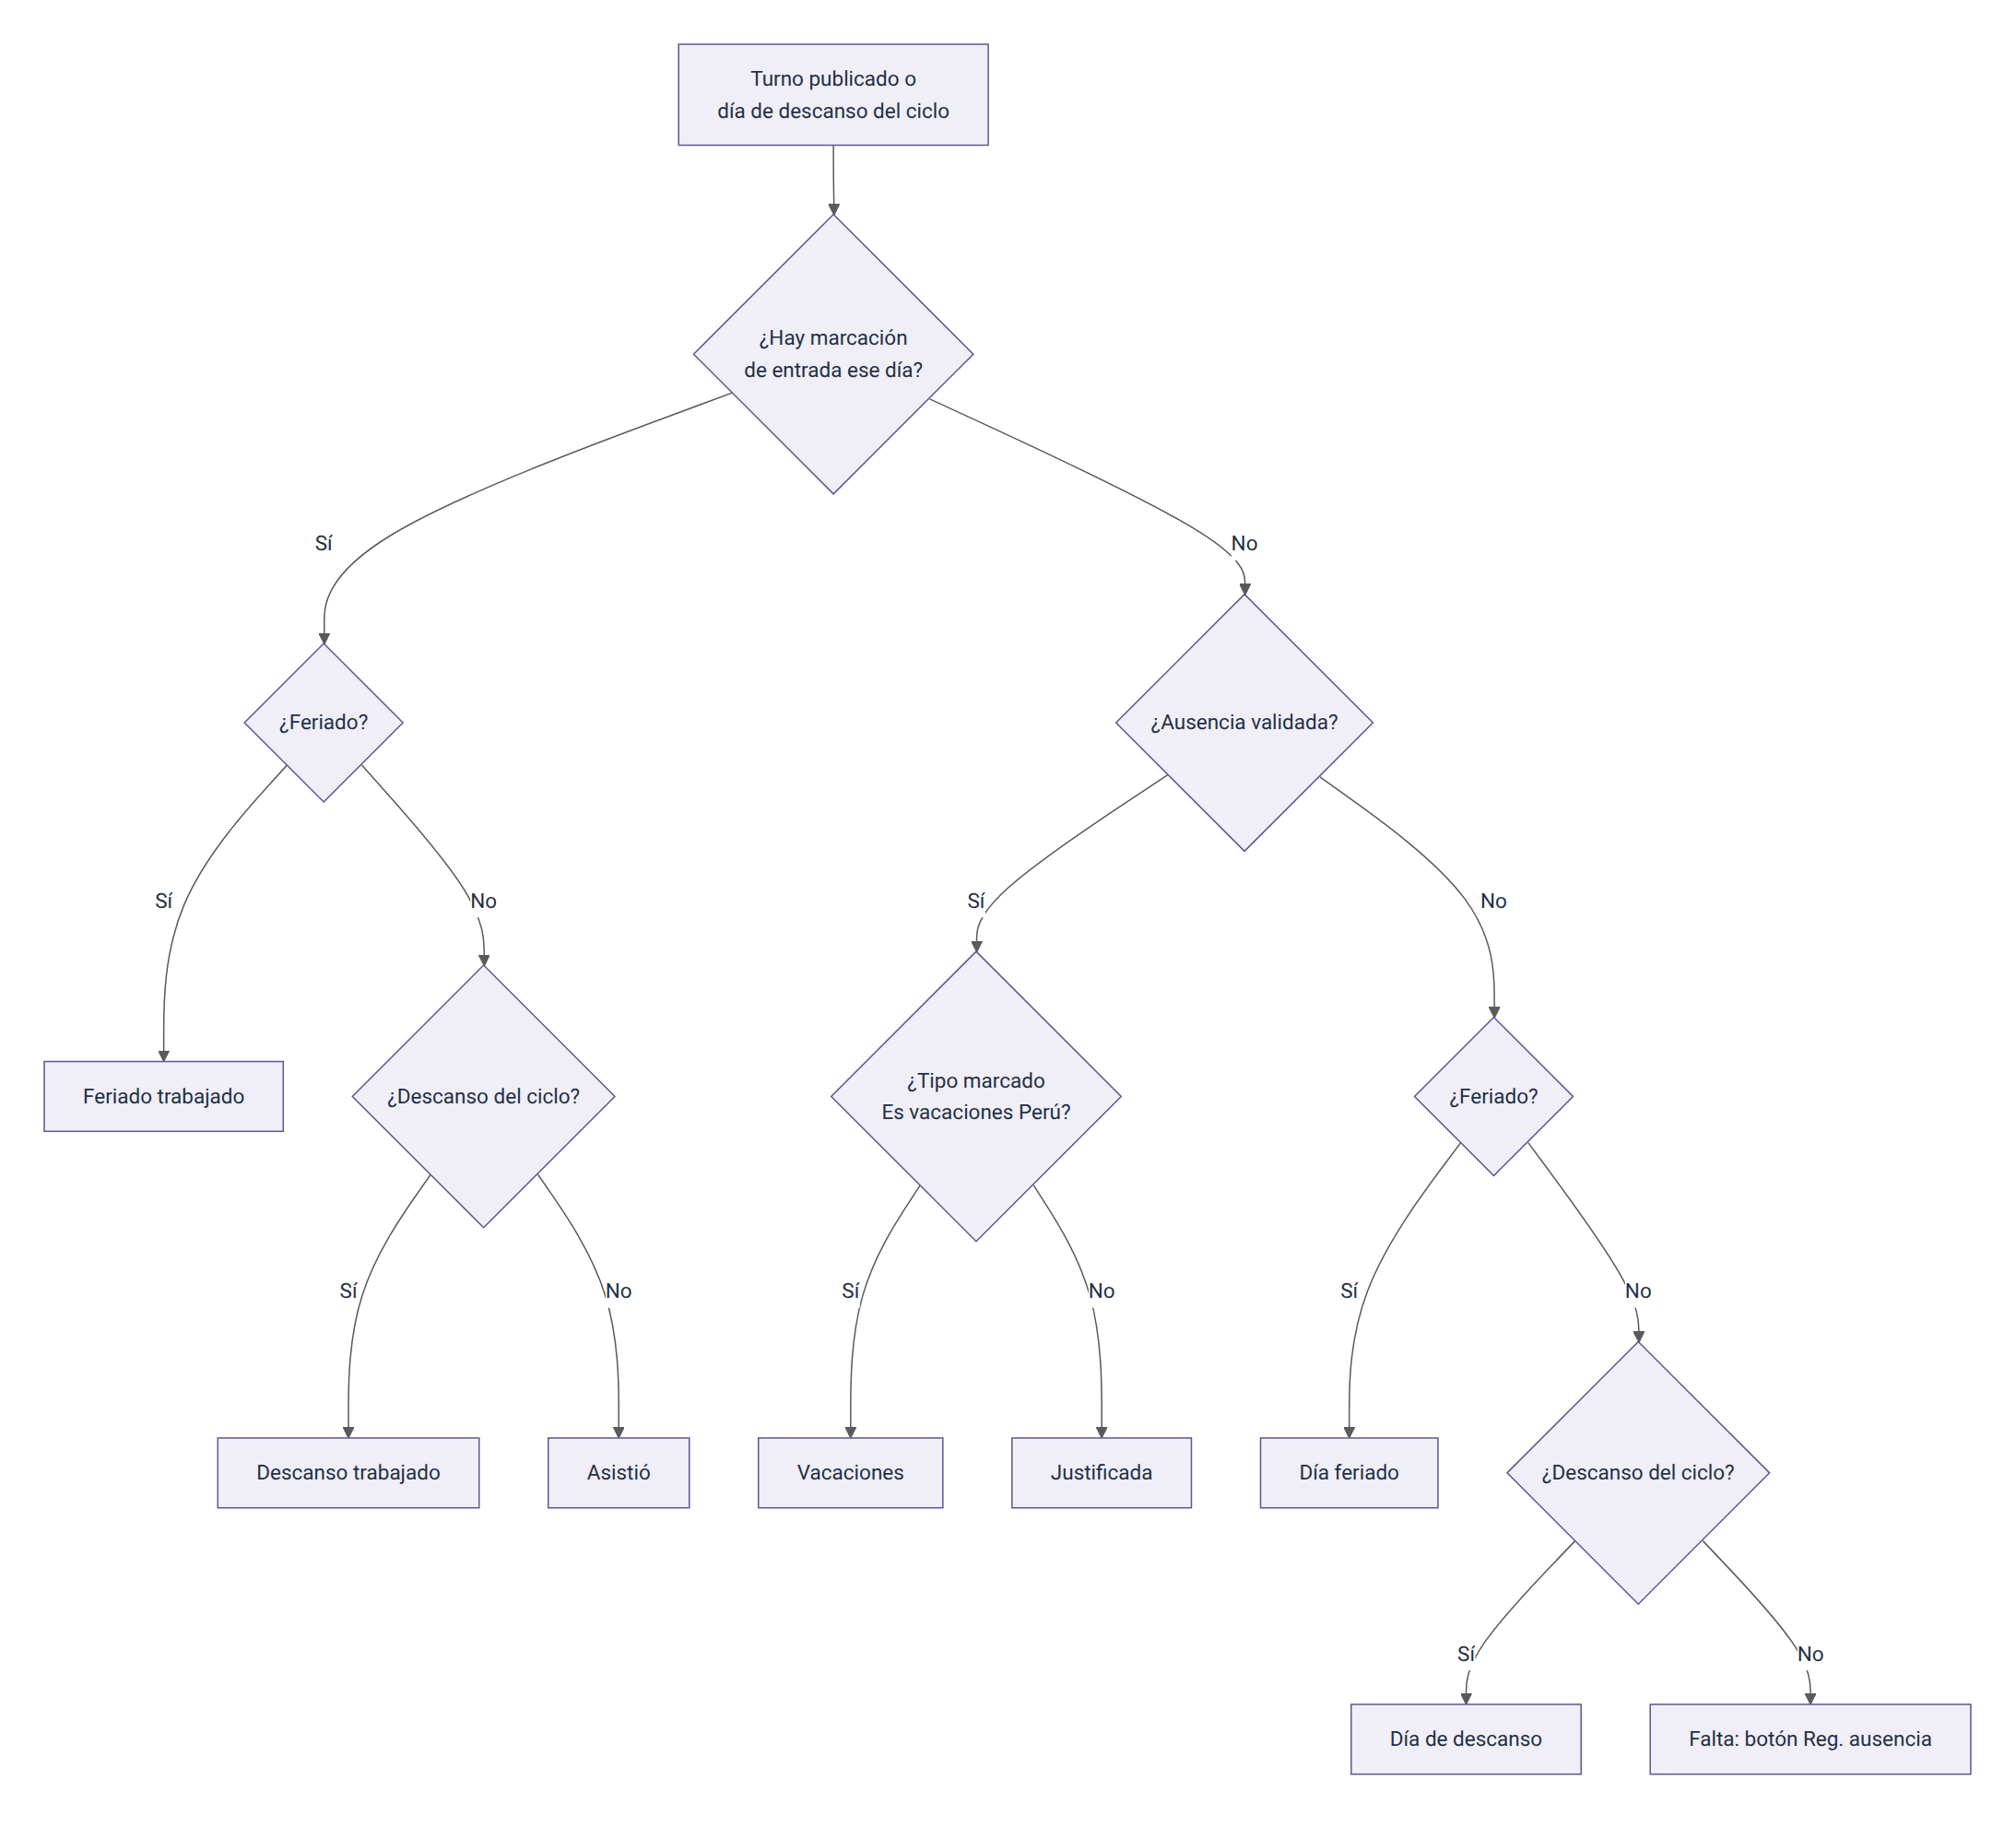 Turno publicado o
día de descanso del ciclo
¿Hay marcación
de entrada ese día?
Sí
No
¿Feriado?
¿Ausencia validada?
Sí
No
Sí
No
Feriado trabajado
¿Descanso del ciclo?
¿Tipo marcado
Es vacaciones Perú?
¿Feriado?
Sí
No
Sí
No
Sí
No
Descanso trabajado
Asistió
Vacaciones
Justificada
Día feriado
¿Descanso del ciclo?
Sí
No
Día de descanso
Falta: botón Reg. ausencia